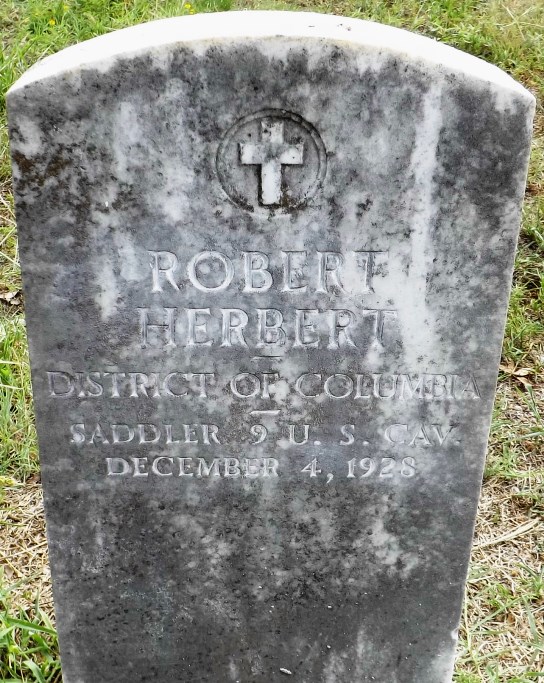 ROBERT
HERBERT
DISTRICT OF COLUMBIA
SADDLER 9 U. S. CAV.
DECEMBER 4, 1928